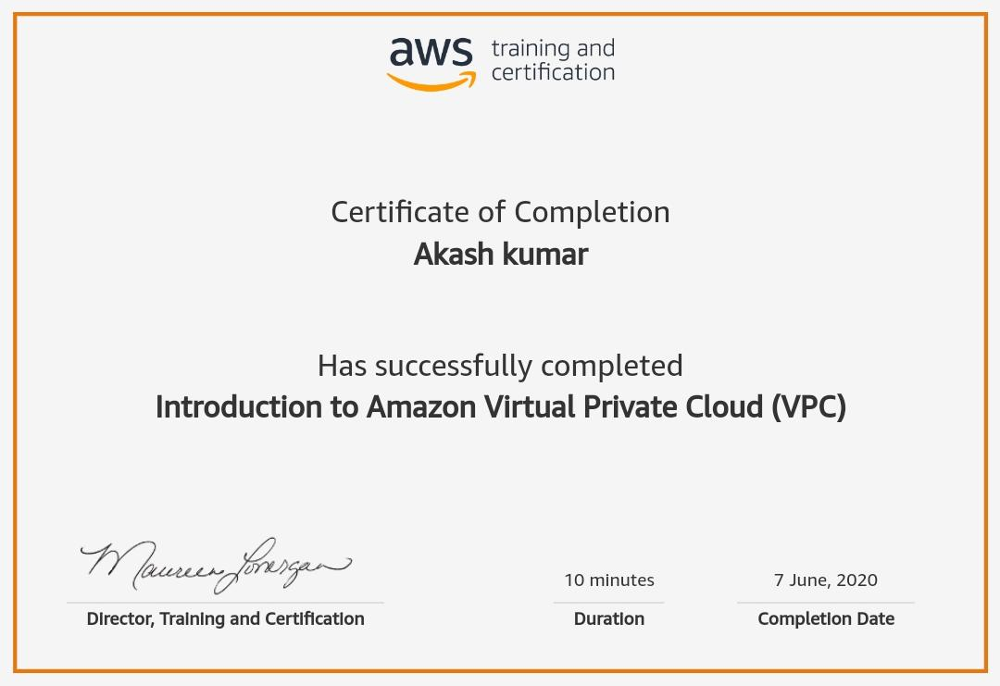 aws training and
certification
Certificate of Completion
Akash kumar
Has successfully completed
Introduction to Amazon Virtual Private Cloud (VPC)
Maureen Lonergan
10 minutes
7 June, 2020
Director, Training and Certification
Duration
Completion Date